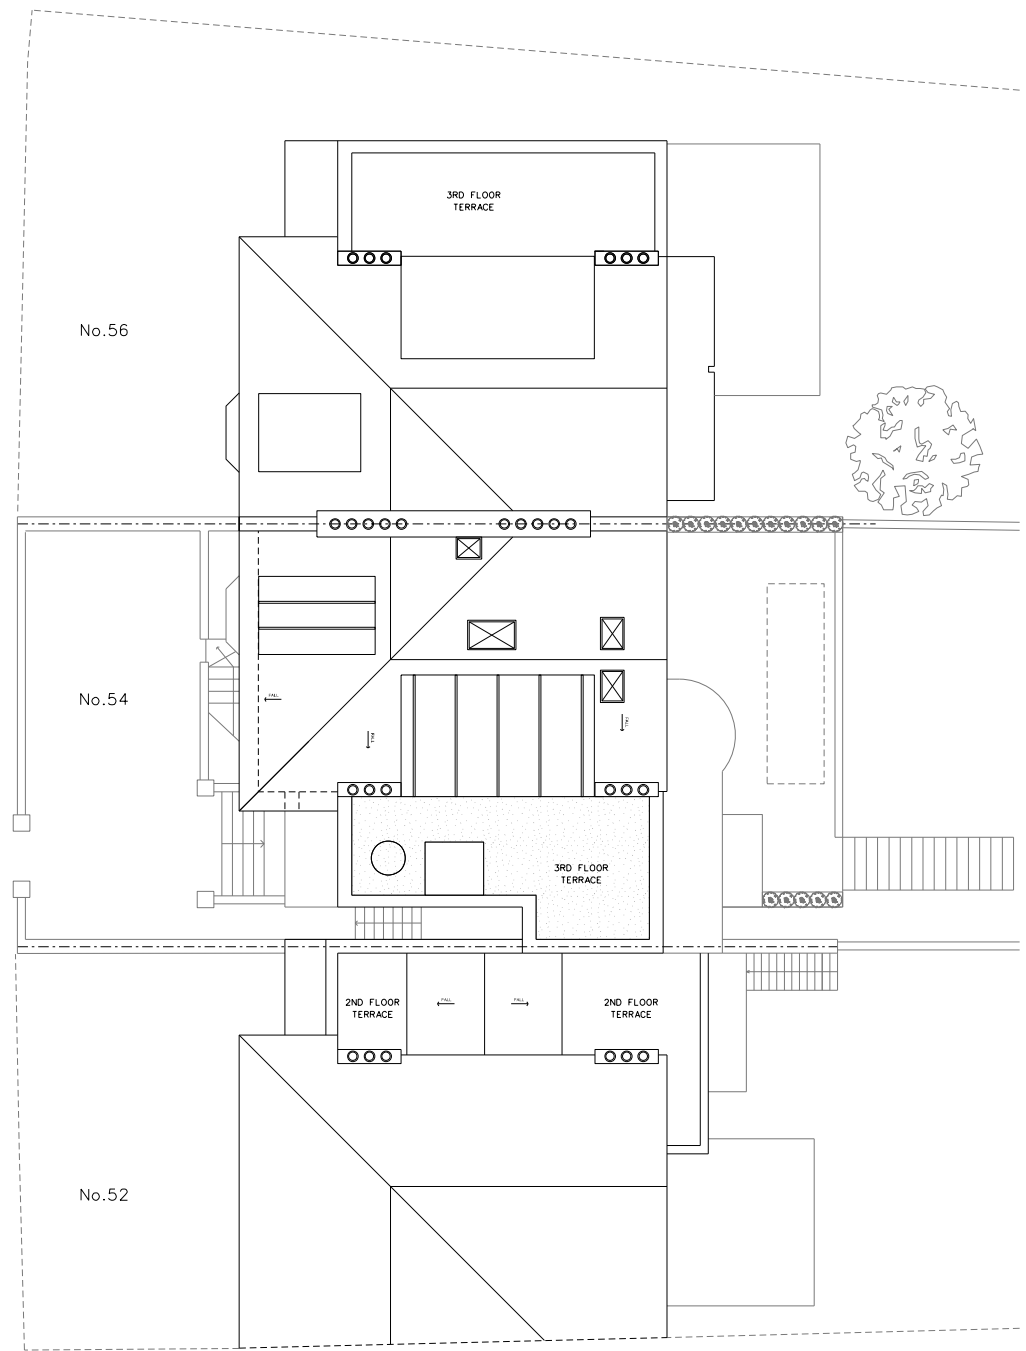 3RD FLOOR
TERRACE
No.56
No.54
FALL
FALL
FALL
3RD FLOOR
TERRACE
2ND FLOOR
TERRACE
FALL
FALL
2ND FLOOR
TERRACE
No.52